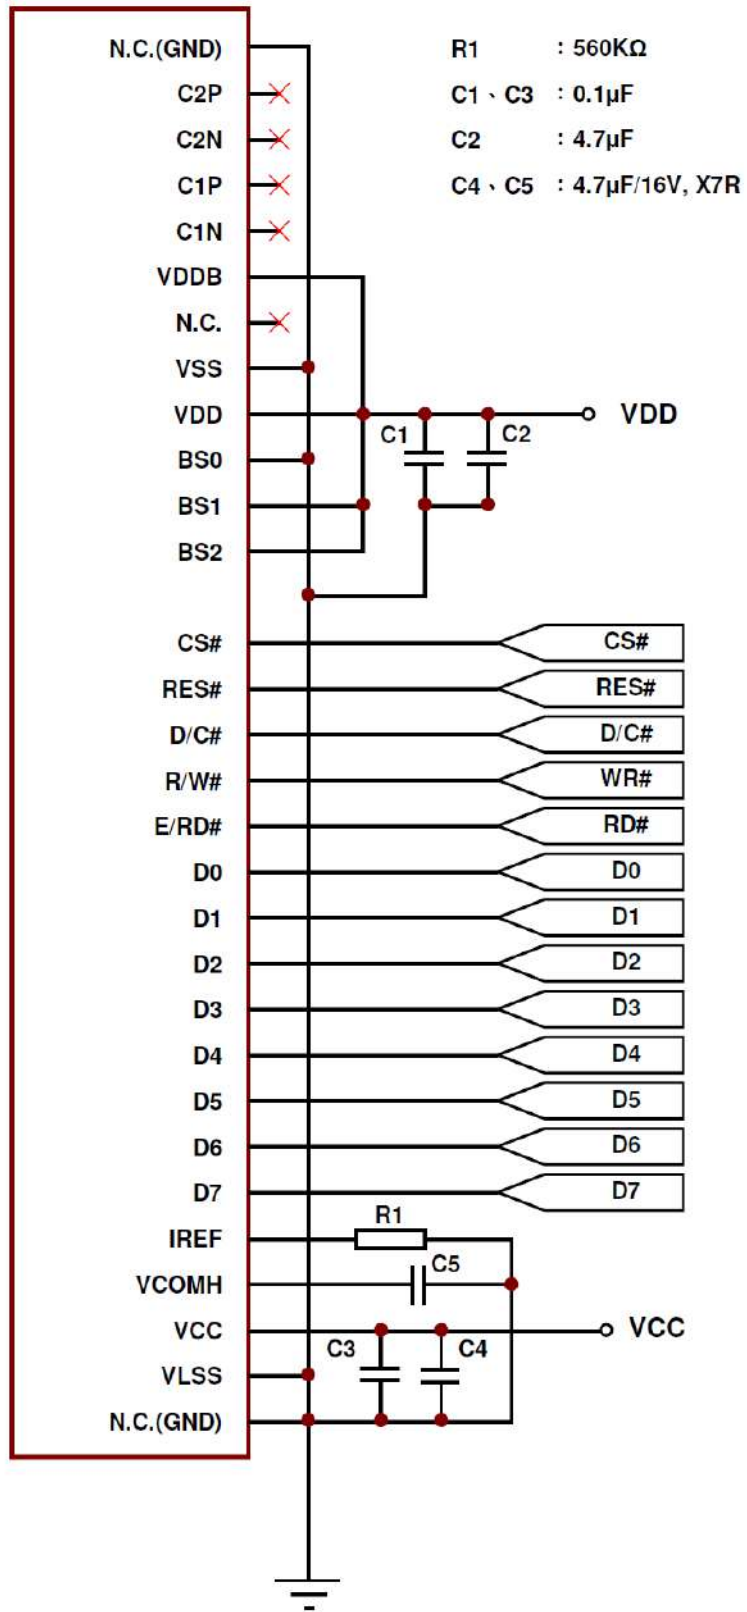 N.C.(GND)
C2P
C2N
C1P
C1N
VDDB
N.C.
VSS
VDD
BS0
BS1
BS2
CS#
RES#
D/C#
R/W#
E/RD#
D0
D1
D2
D3
D4
D5
D6
D7
IREF
VCOMH
VCC
VLSS
N.C.(GND)
R1 : 560KΩ
C1、C3 : 0.1µF
C2 : 4.7µF
C4、C5 : 4.7µF/16V, X7R
VDD
C1
C2
CS#
RES#
D/C#
WR#
RD#
D0
D1
D2
D3
D4
D5
D6
D7
R1
C5
VCC
C3
C4